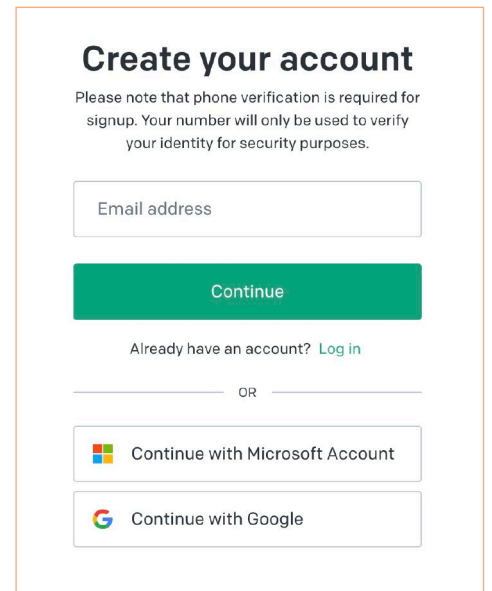 Create your account
Please note that phone verification is required for
signup. Your number will only be used to verify
your identity for security purposes.
Email address
Continue
Already have an account? Log in
OR
Continue with Microsoft Account
Continue with Google